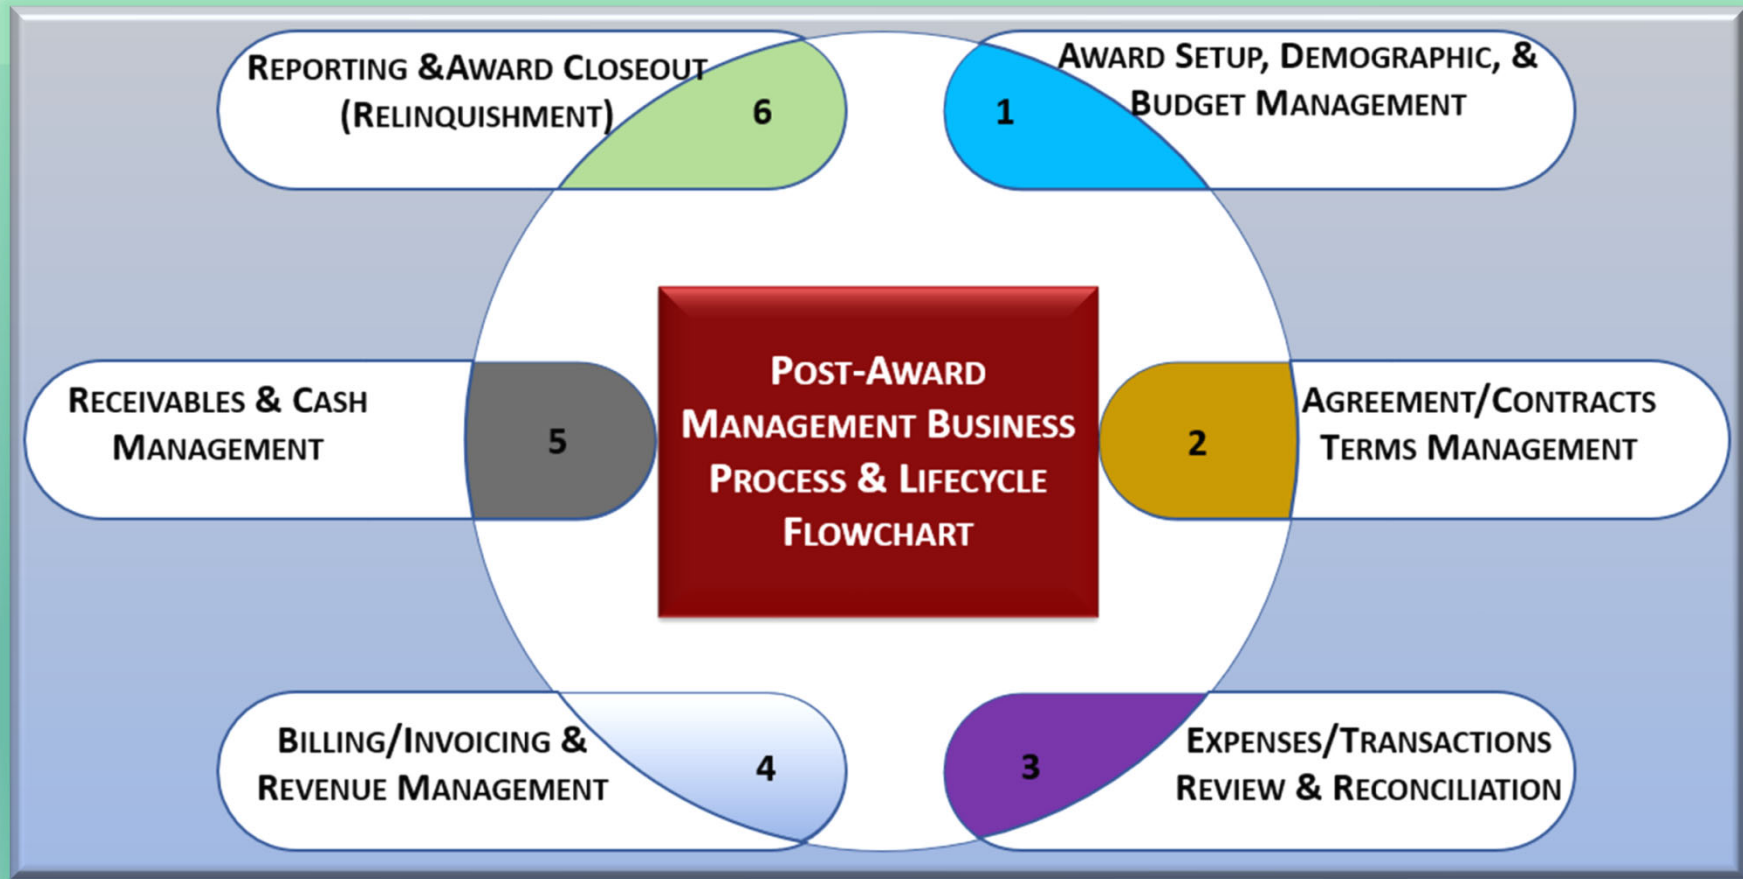 REPORTING &AWARD CLOSEOUT
(RELINQUISHMENT)
6
1
AWARD SETUP, DEMOGRAPHIC, &
BUDGET MANAGEMENT
POST-AWARD
MANAGEMENT BUSINESS
PROCESS & LIFECYCLE
FLOWCHART
RECEIVABLES & CASH
MANAGEMENT
5
2
AGREEMENT/CONTRACTS
TERMS MANAGEMENT
BILLING/INVOICING &
REVENUE MANAGEMENT
4
3
EXPENSES/TRANSACTIONS
REVIEW & RECONCILIATION